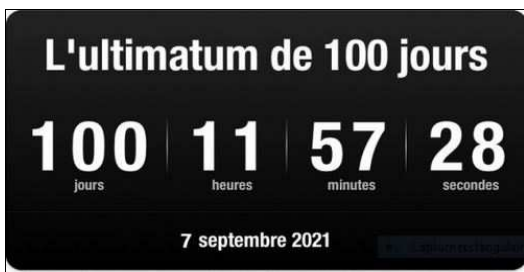 L'ultimatum de 100 jours
100 11 57 28
jours heures minutes secondes
7 septembre 2021